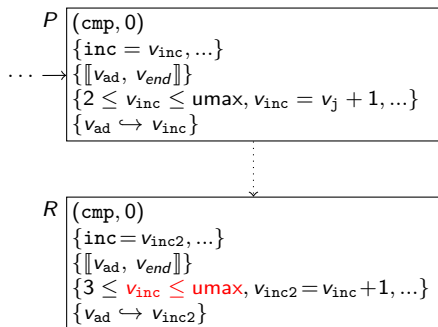 P (cmp, 0)
{inc = v_inc, ...}
··· → {⟦v_ad, v_end⟧}
{2 ≤ v_inc ≤ umax, v_inc = v_j + 1, ...}
{v_ad ↪ v_inc}
R (cmp, 0)
{inc = v_inc2, ...}
{⟦v_ad, v_end⟧}
{3 ≤ v_inc ≤ umax, v_inc2 = v_inc + 1, ...}
{v_ad ↪ v_inc2}